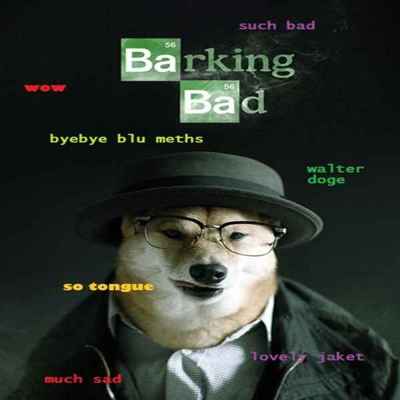 such bad
56
Barking
wow
56
Bad
byebye blu meths
walter
doge
so tongue
lovely jaket
much sad